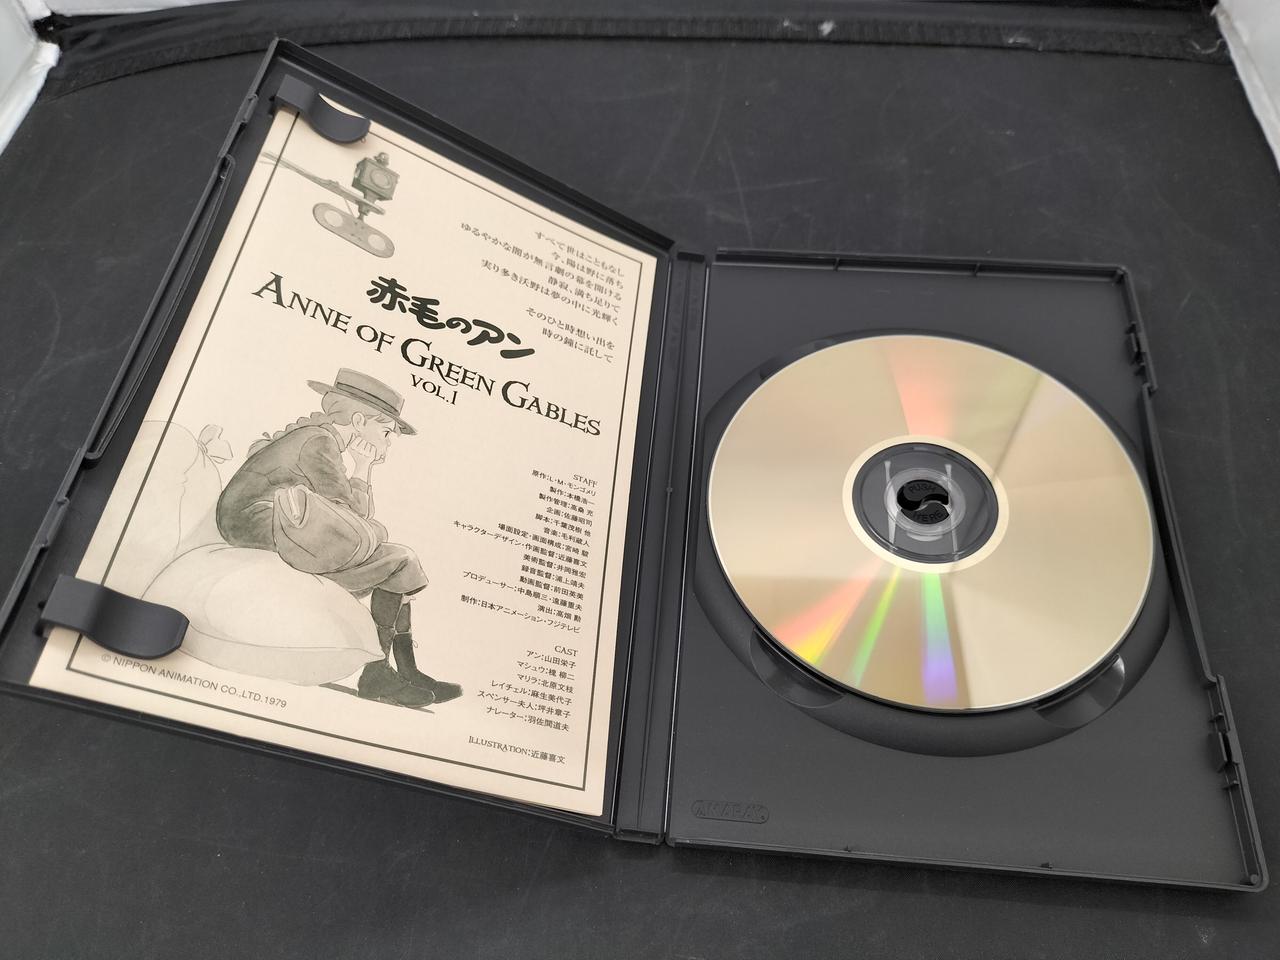 すべて世はこともなし
今、陽は野に落ち
ゆるやかな闇が無言劇の幕を開ける
静寂、満ち足りて
実り多き沃野は夢の中に光輝く
そのひと時想い出を
時の鐘に託して
赤毛のアン
ANNE OF GREEN GABLES
VOL.1
STAFF
原作:L・M・モンゴメリ
製作:本橋浩一
製作管理:高桑 充
企画:佐藤昭司
脚本:千葉茂樹 他
音楽:毛利蔵人
場面設定・画面構成:宮崎 駿
キャラクターデザイン・作画監督:近藤喜文
美術監督:井岡雅宏
録音監督:浦上靖夫
動画監督:前田英美
プロデューサー:中島順三・遠藤重夫
演出:高畑 勲
制作:日本アニメーション・フジテレビ
CAST
アン:山田栄子
マシュウ:槐 柳二
マリラ:北原文枝
レイチェル:麻生美代子
スペンサー夫人:坪井章子
ナレーター:羽佐間道夫
ILLUSTRATION:近藤喜文
© NIPPON ANIMATION CO.,LTD.1979
PUSH
HERE
AMARAY